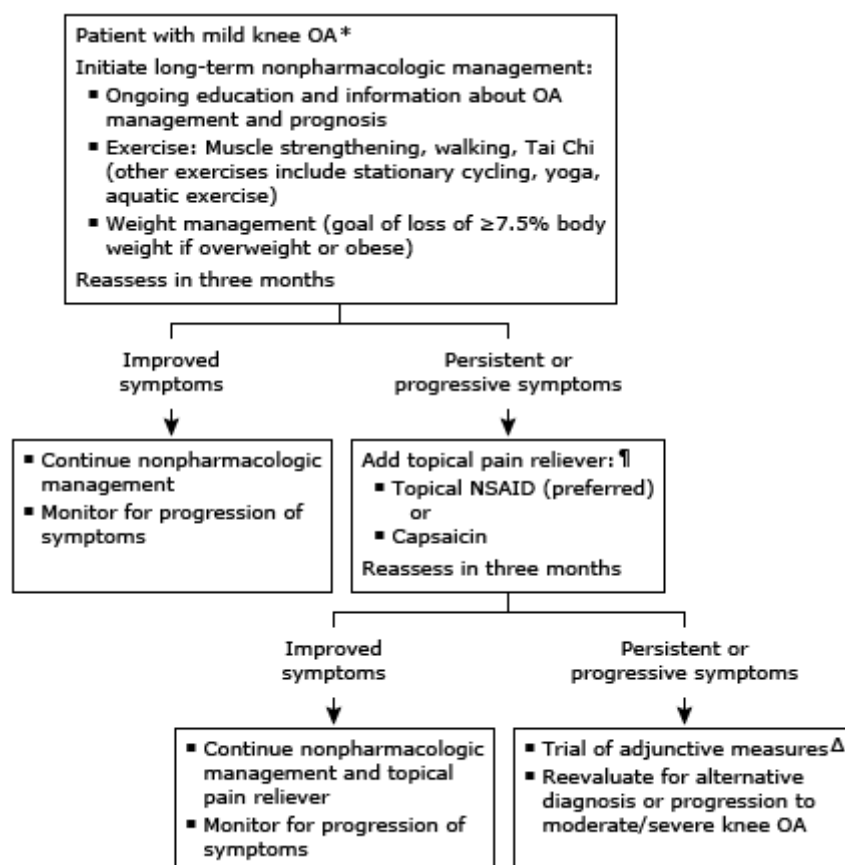 Patient with mild knee OA*
Initiate long-term nonpharmacologic management:
▪ Ongoing education and information about OA
management and prognosis
▪ Exercise: Muscle strengthening, walking, Tai Chi
(other exercises include stationary cycling, yoga,
aquatic exercise)
▪ Weight management (goal of loss of ≥7.5% body
weight if overweight or obese)
Reassess in three months
Improved
symptoms
Persistent or
progressive symptoms
▪ Continue nonpharmacologic
management
▪ Monitor for progression of
symptoms
Add topical pain reliever:¶
▪ Topical NSAID (preferred)
or
▪ Capsaicin
Reassess in three months
Improved
symptoms
Persistent or
progressive symptoms
▪ Continue nonpharmacologic
management and topical
pain reliever
▪ Monitor for progression of
symptoms
▪ Trial of adjunctive measuresΔ
▪ Reevaluate for alternative
diagnosis or progression to
moderate/severe knee OA